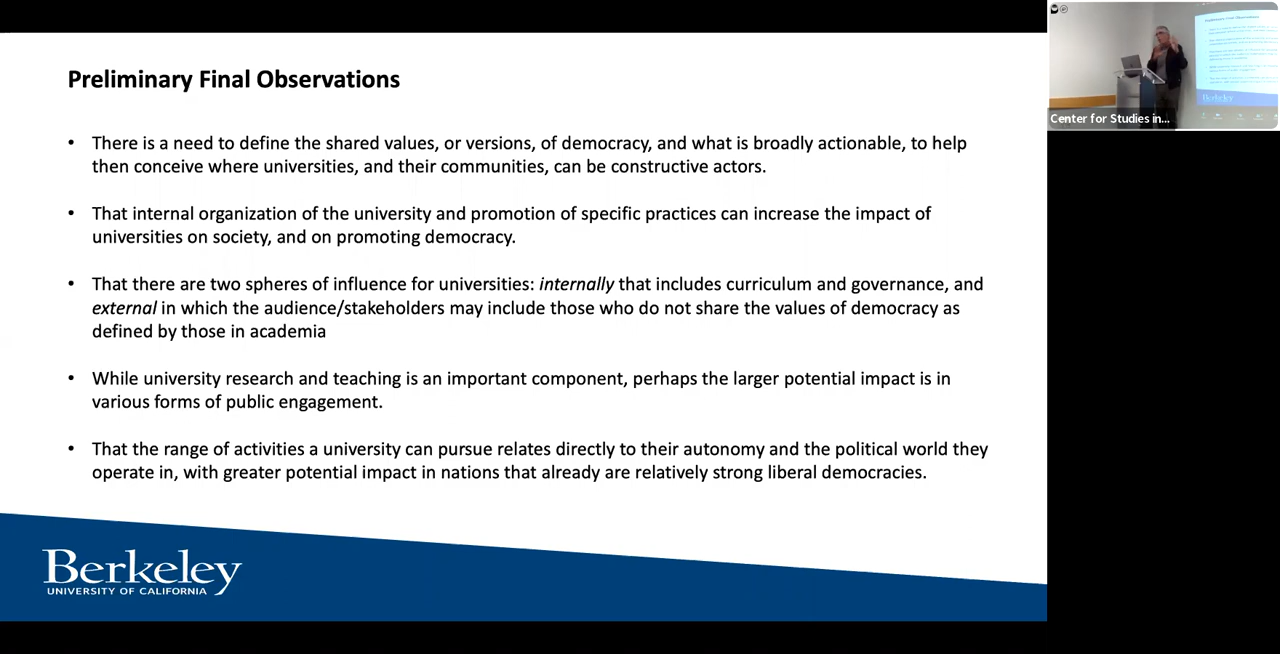 Preliminary Final Observations
• There is a need to define the shared values, or versions, of democracy, and what is broadly actionable, to help
then conceive where universities, and their communities, can be constructive actors.
• That internal organization of the university and promotion of specific practices can increase the impact of
universities on society, and on promoting democracy.
• That there are two spheres of influence for universities: internally that includes curriculum and governance, and
external in which the audience/stakeholders may include those who do not share the values of democracy as
defined by those in academia
• While university research and teaching is an important component, perhaps the larger potential impact is in
various forms of public engagement.
• That the range of activities a university can pursue relates directly to their autonomy and the political world they
operate in, with greater potential impact in nations that already are relatively strong liberal democracies.
Berkeley
UNIVERSITY OF CALIFORNIA
Center for Studies in...
Preliminary Final Observations
Berkeley